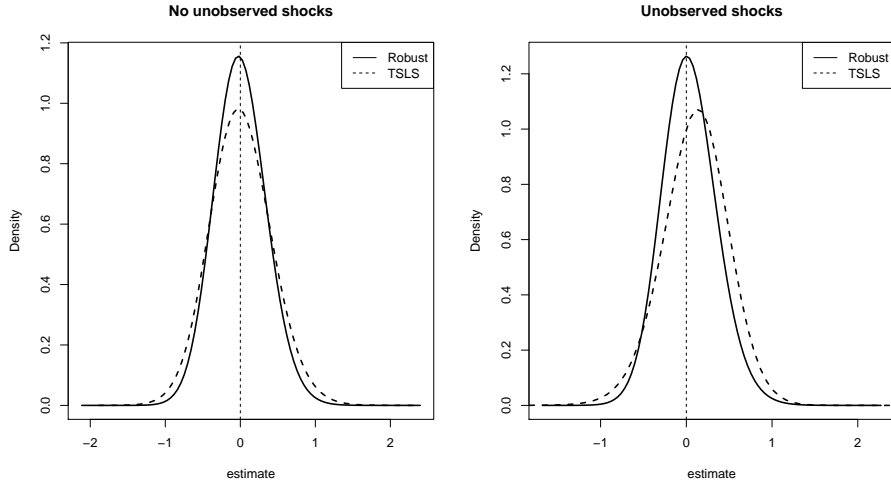 No unobserved shocks
Robust
TSLS
Density
0.0 0.2 0.4 0.6 0.8 1.0 1.2
−2 −1 0 1 2
estimate
Unobserved shocks
Robust
TSLS
Density
0.0 0.2 0.4 0.6 0.8 1.0 1.2
−1 0 1 2
estimate